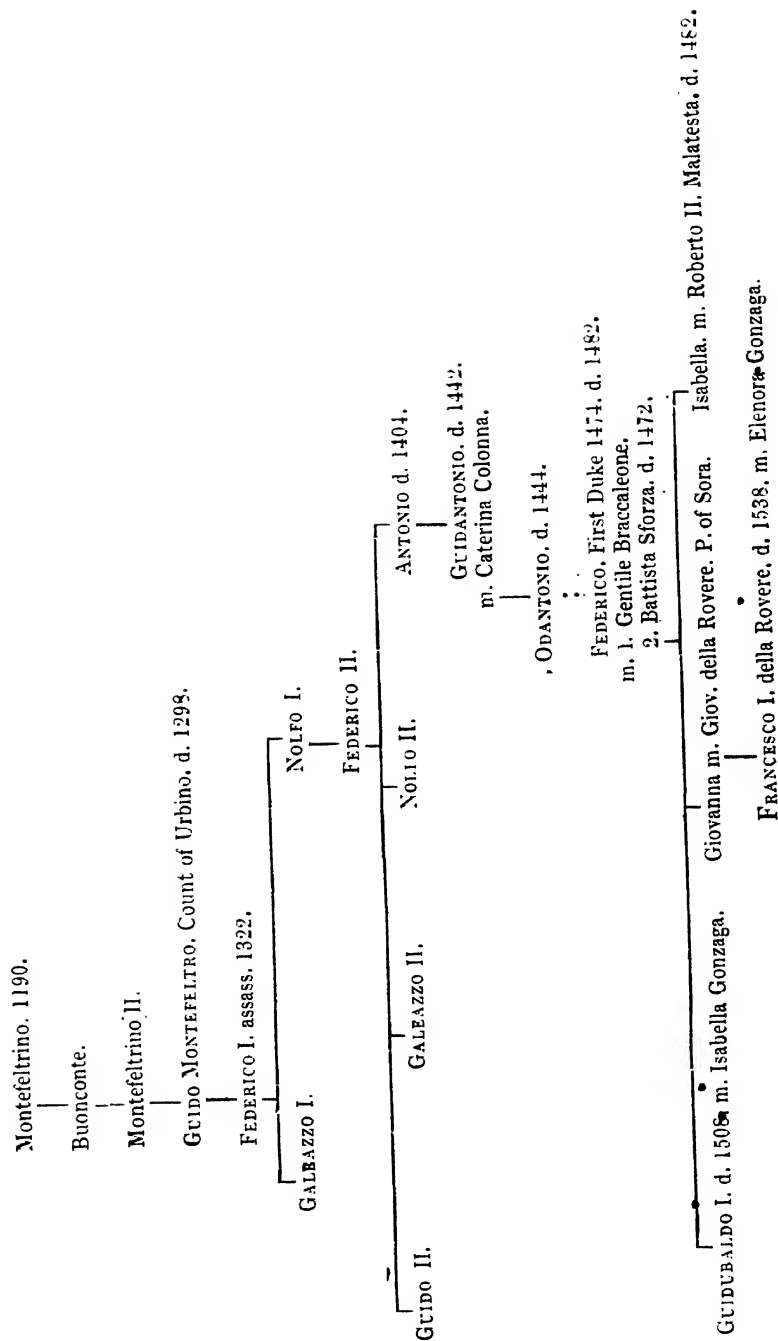 Montefeltrino. 1190.
Buonconte.
Montefeltrino II.
GUIDO MONTEFELTRO. Count of Urbino. d. 1298.
FEDERICO I. assass. 1322.
GALEAZZO I. NOLFO I.
FEDERICO II.
GUIDO II. GALEAZZO II. NOLIO II. ANTONIO d. 1404.
GUIDANTONIO. d. 1442.
m. Caterina Colonna.
, ODANTONIO. d. 1444.
FEDERICO. First Duke 1474. d. 1482.
m. 1. Gentile Braccaleone.
2. Battista Sforza. d. 1472.
GUIDUBALDO I. d. 1508. m. Isabella Gonzaga. Giovanna m. Giov. della Rovere. P. of Sora. Isabella. m. Roberto II. Malatesta. d. 1482.
FRANCESCO I. della Rovere. d. 1538. m. Elenora Gonzaga.